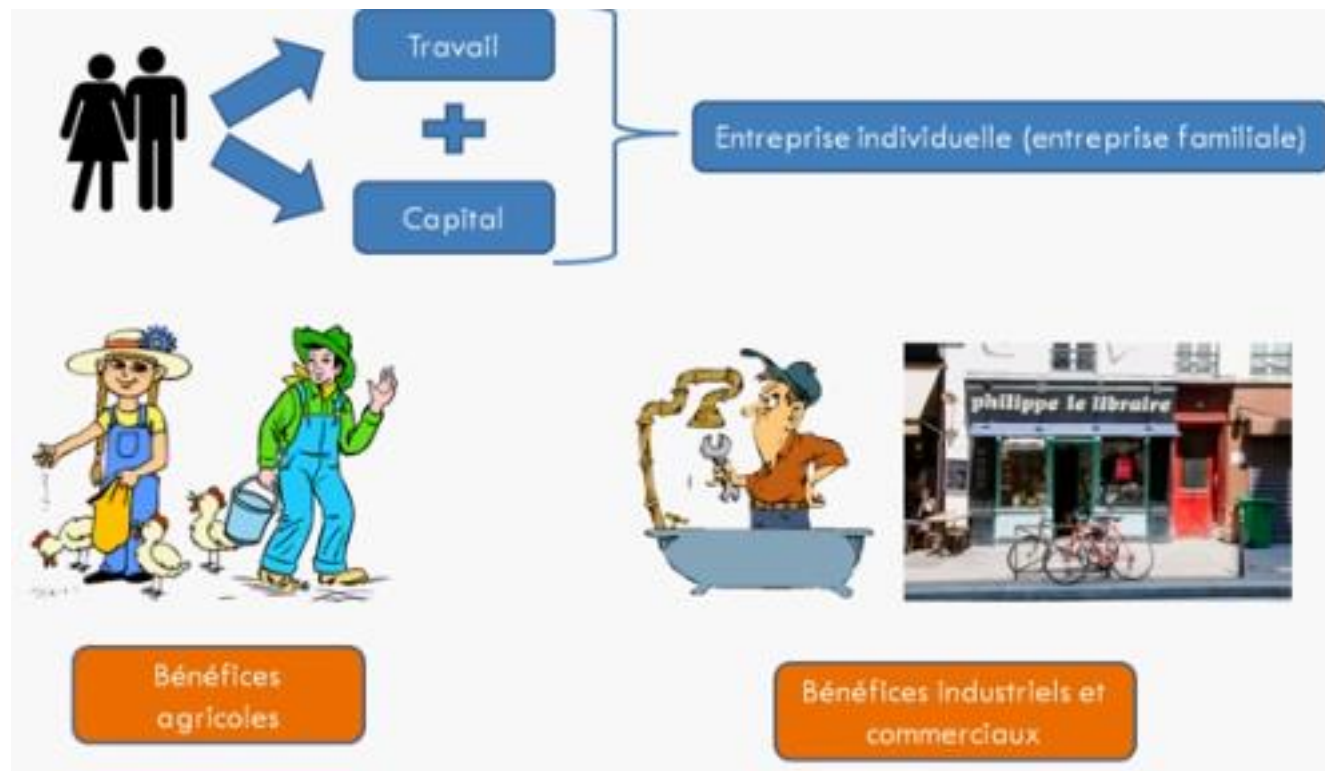 Travail
Entreprise individuelle (entreprise familiale)
Capital
philippe le libraire
Bénéfices
agricoles
Bénéfices industriels et
commerciaux